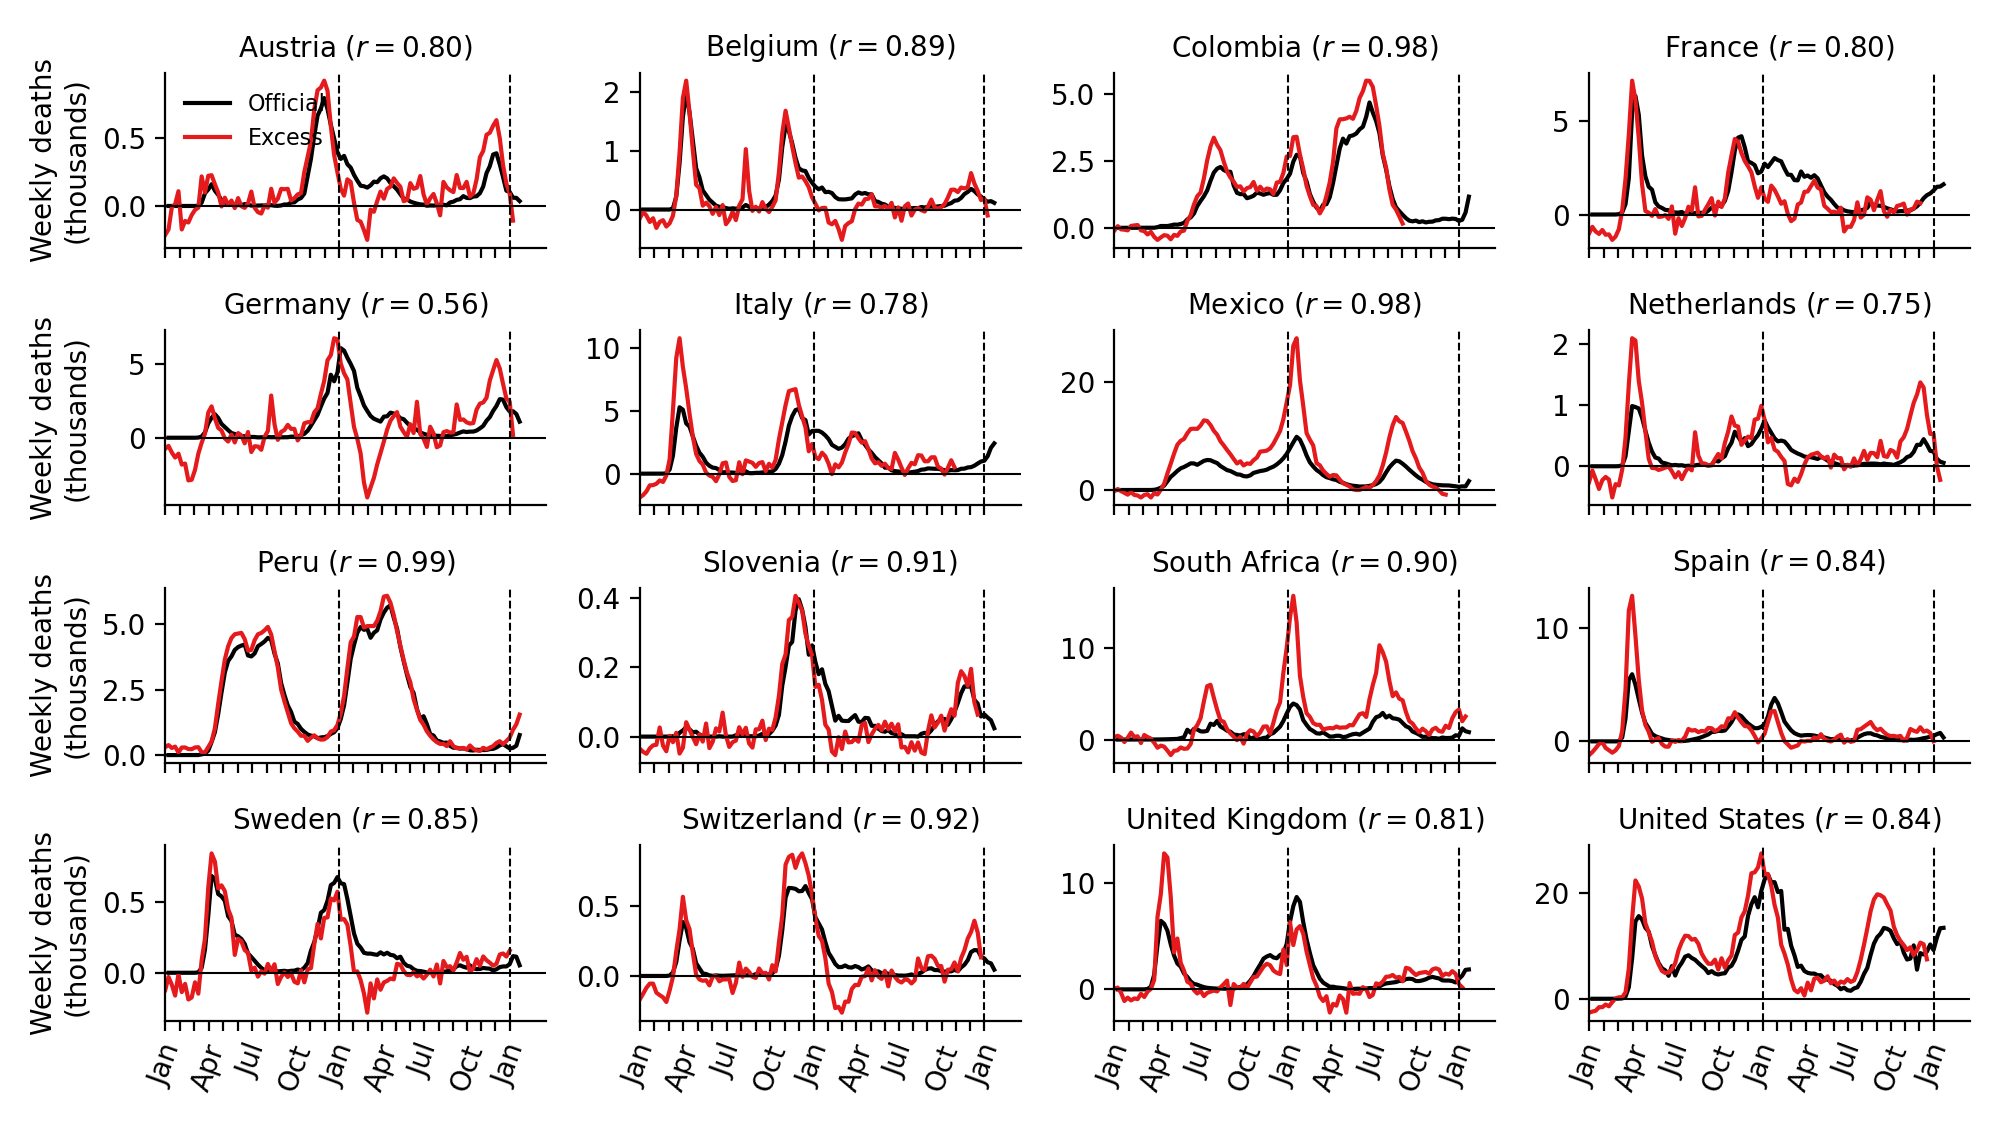 Austria (r = 0.80)
Belgium (r = 0.89)
Colombia (r = 0.98)
France (r = 0.80)
Weekly deaths
(thousands)
0.5
0.0
Official
Excess
2
1
0
5.0
2.5
0.0
5
0
Germany (r = 0.56)
Italy (r = 0.78)
Mexico (r = 0.98)
Netherlands (r = 0.75)
Weekly deaths
(thousands)
5
0
10
5
0
20
0
2
1
0
Peru (r = 0.99)
Slovenia (r = 0.91)
South Africa (r = 0.90)
Spain (r = 0.84)
Weekly deaths
(thousands)
5.0
2.5
0.0
0.4
0.2
0.0
10
0
10
0
Sweden (r = 0.85)
Switzerland (r = 0.92)
United Kingdom (r = 0.81)
United States (r = 0.84)
Weekly deaths
(thousands)
0.5
0.0
0.5
0.0
10
0
20
0
Jan Apr Jul Oct Jan Apr Jul Oct Jan
Jan Apr Jul Oct Jan Apr Jul Oct Jan
Jan Apr Jul Oct Jan Apr Jul Oct Jan
Jan Apr Jul Oct Jan Apr Jul Oct Jan